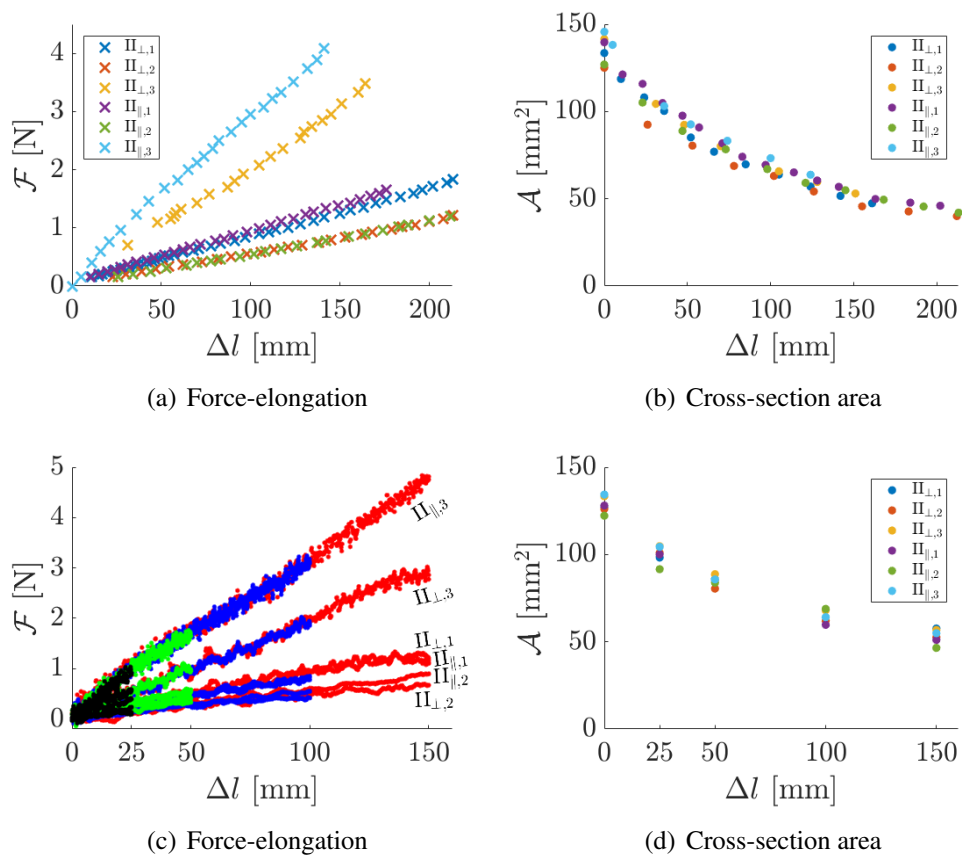 4
3
2
1
0
ℱ [N]
II⊥,1
II⊥,2
II⊥,3
II∥,1
II∥,2
II∥,3
0 50 100 150 200
Δl [mm]
(a) Force-elongation
150
100
50
0
𝒜 [mm²]
II⊥,1
II⊥,2
II⊥,3
II∥,1
II∥,2
II∥,3
0 50 100 150 200
Δl [mm]
(b) Cross-section area
5
4
3
2
1
0
ℱ [N]
II∥,3
II⊥,3
II⊥,1
II∥,1
II∥,2
II⊥,2
0 25 50 100 150
Δl [mm]
(c) Force-elongation
150
100
50
0
𝒜 [mm²]
II⊥,1
II⊥,2
II⊥,3
II∥,1
II∥,2
II∥,3
0 25 50 100 150
Δl [mm]
(d) Cross-section area